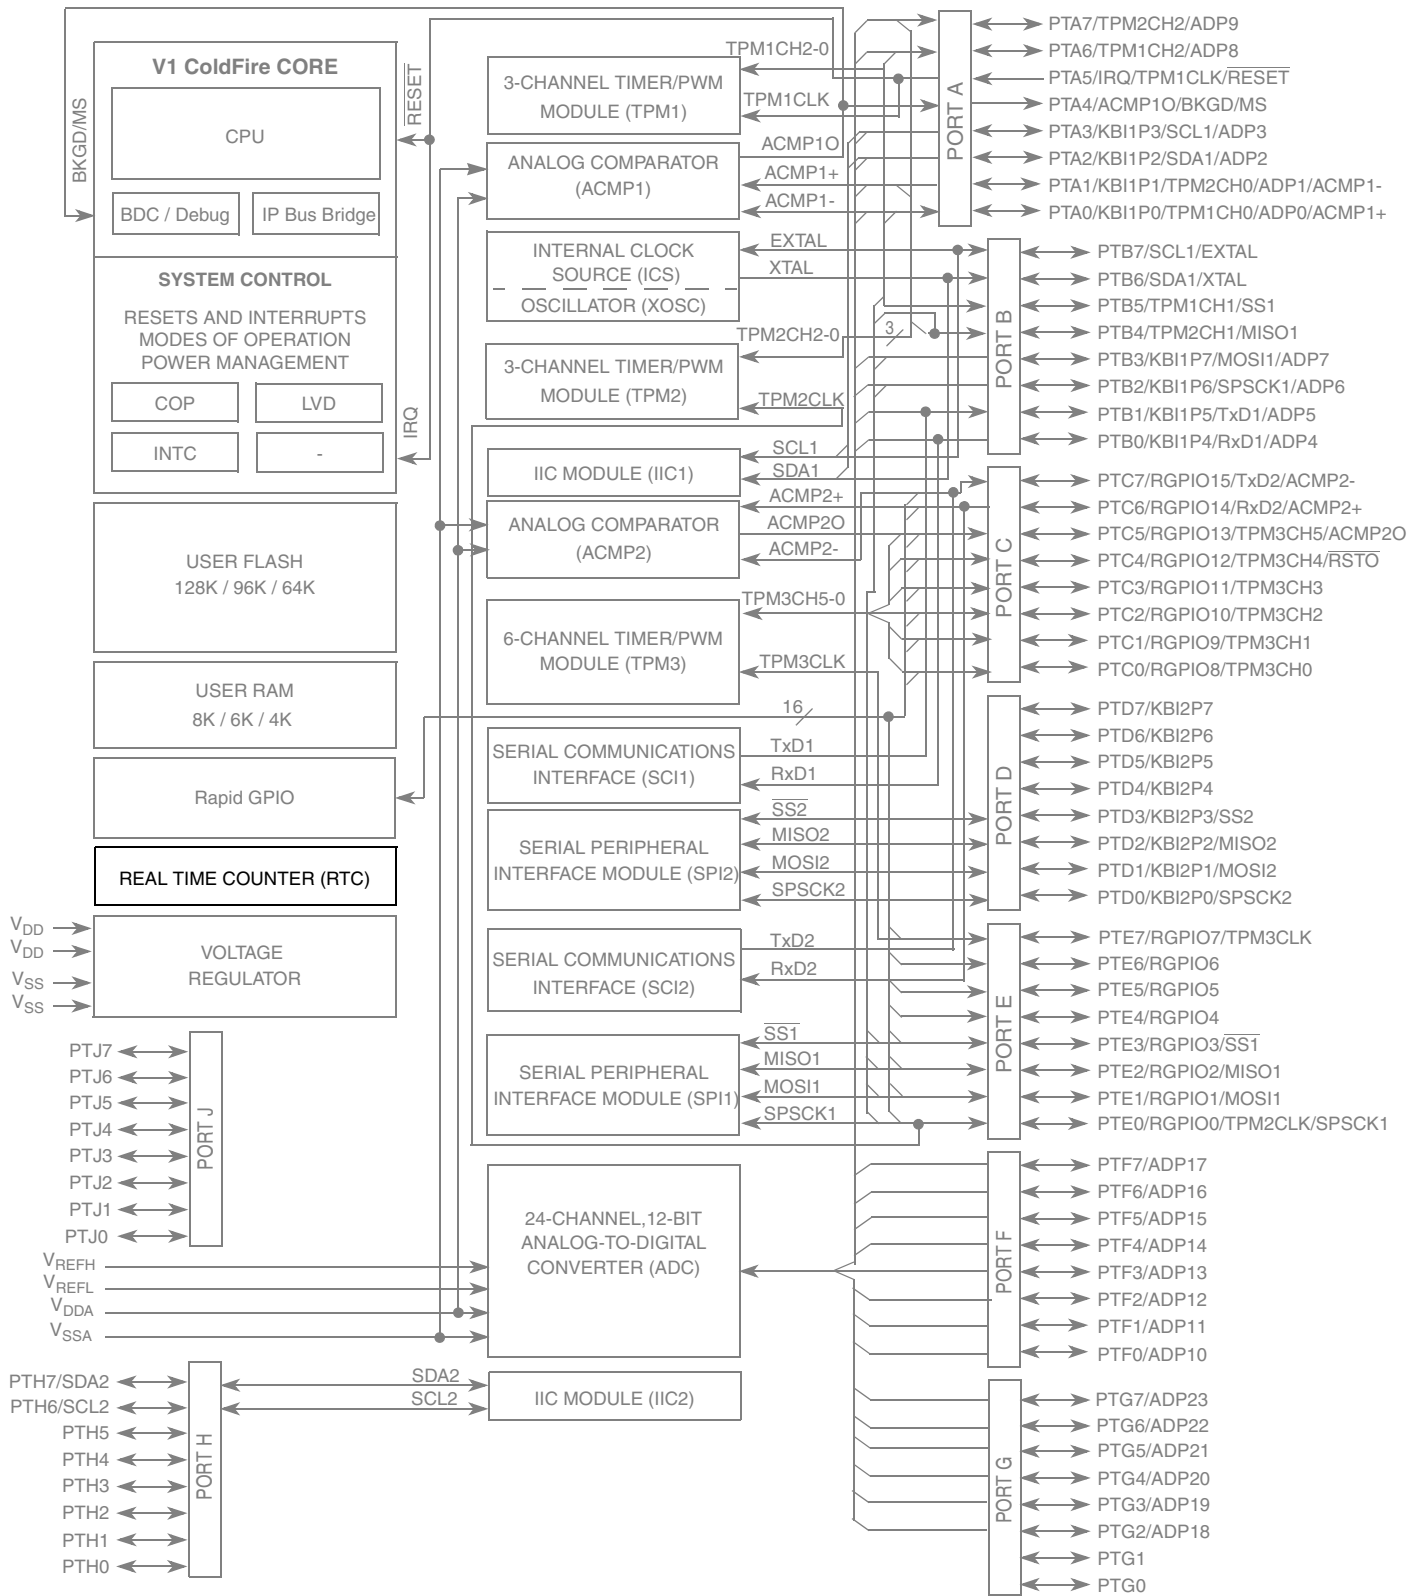 BKGD/MS
V1 ColdFire CORE
CPU
BDC / Debug
IP Bus Bridge
RESET
SYSTEM CONTROL
RESETS AND INTERRUPTS
MODES OF OPERATION
POWER MANAGEMENT
COP
LVD
INTC
-
IRQ
USER FLASH
128K / 96K / 64K
USER RAM
8K / 6K / 4K
Rapid GPIO
REAL TIME COUNTER (RTC)
VDD
VDD
VSS
VSS
VOLTAGE
REGULATOR
PTJ7
PTJ6
PTJ5
PTJ4
PTJ3
PTJ2
PTJ1
PTJ0
PORT J
VREFH
VREFL
VDDA
VSSA
PTH7/SDA2
PTH6/SCL2
PTH5
PTH4
PTH3
PTH2
PTH1
PTH0
PORT H
3-CHANNEL TIMER/PWM
MODULE (TPM1)
TPM1CH2-0
TPM1CLK
ANALOG COMPARATOR
(ACMP1)
ACMP1O
ACMP1+
ACMP1-
INTERNAL CLOCK
SOURCE (ICS)
OSCILLATOR (XOSC)
EXTAL
XTAL
3-CHANNEL TIMER/PWM
MODULE (TPM2)
TPM2CH2-0
3
TPM2CLK
IIC MODULE (IIC1)
SCL1
SDA1
ANALOG COMPARATOR
(ACMP2)
ACMP2+
ACMP2O
ACMP2-
6-CHANNEL TIMER/PWM
MODULE (TPM3)
TPM3CH5-0
TPM3CLK
16
SERIAL COMMUNICATIONS
INTERFACE (SCI1)
TxD1
RxD1
SERIAL PERIPHERAL
INTERFACE MODULE (SPI2)
SS2
MISO2
MOSI2
SPSCK2
SERIAL COMMUNICATIONS
INTERFACE (SCI2)
TxD2
RxD2
SERIAL PERIPHERAL
INTERFACE MODULE (SPI1)
SS1
MISO1
MOSI1
SPSCK1
24-CHANNEL,12-BIT
ANALOG-TO-DIGITAL
CONVERTER (ADC)
IIC MODULE (IIC2)
SDA2
SCL2
PORT A
PTA7/TPM2CH2/ADP9
PTA6/TPM1CH2/ADP8
PTA5/IRQ/TPM1CLK/RESET
PTA4/ACMP1O/BKGD/MS
PTA3/KBI1P3/SCL1/ADP3
PTA2/KBI1P2/SDA1/ADP2
PTA1/KBI1P1/TPM2CH0/ADP1/ACMP1-
PTA0/KBI1P0/TPM1CH0/ADP0/ACMP1+
PORT B
PTB7/SCL1/EXTAL
PTB6/SDA1/XTAL
PTB5/TPM1CH1/SS1
PTB4/TPM2CH1/MISO1
PTB3/KBI1P7/MOSI1/ADP7
PTB2/KBI1P6/SPSCK1/ADP6
PTB1/KBI1P5/TxD1/ADP5
PTB0/KBI1P4/RxD1/ADP4
PORT C
PTC7/RGPIO15/TxD2/ACMP2-
PTC6/RGPIO14/RxD2/ACMP2+
PTC5/RGPIO13/TPM3CH5/ACMP2O
PTC4/RGPIO12/TPM3CH4/RSTO
PTC3/RGPIO11/TPM3CH3
PTC2/RGPIO10/TPM3CH2
PTC1/RGPIO9/TPM3CH1
PTC0/RGPIO8/TPM3CH0
PORT D
PTD7/KBI2P7
PTD6/KBI2P6
PTD5/KBI2P5
PTD4/KBI2P4
PTD3/KBI2P3/SS2
PTD2/KBI2P2/MISO2
PTD1/KBI2P1/MOSI2
PTD0/KBI2P0/SPSCK2
PORT E
PTE7/RGPIO7/TPM3CLK
PTE6/RGPIO6
PTE5/RGPIO5
PTE4/RGPIO4
PTE3/RGPIO3/SS1
PTE2/RGPIO2/MISO1
PTE1/RGPIO1/MOSI1
PTE0/RGPIO0/TPM2CLK/SPSCK1
PORT F
PTF7/ADP17
PTF6/ADP16
PTF5/ADP15
PTF4/ADP14
PTF3/ADP13
PTF2/ADP12
PTF1/ADP11
PTF0/ADP10
PORT G
PTG7/ADP23
PTG6/ADP22
PTG5/ADP21
PTG4/ADP20
PTG3/ADP19
PTG2/ADP18
PTG1
PTG0